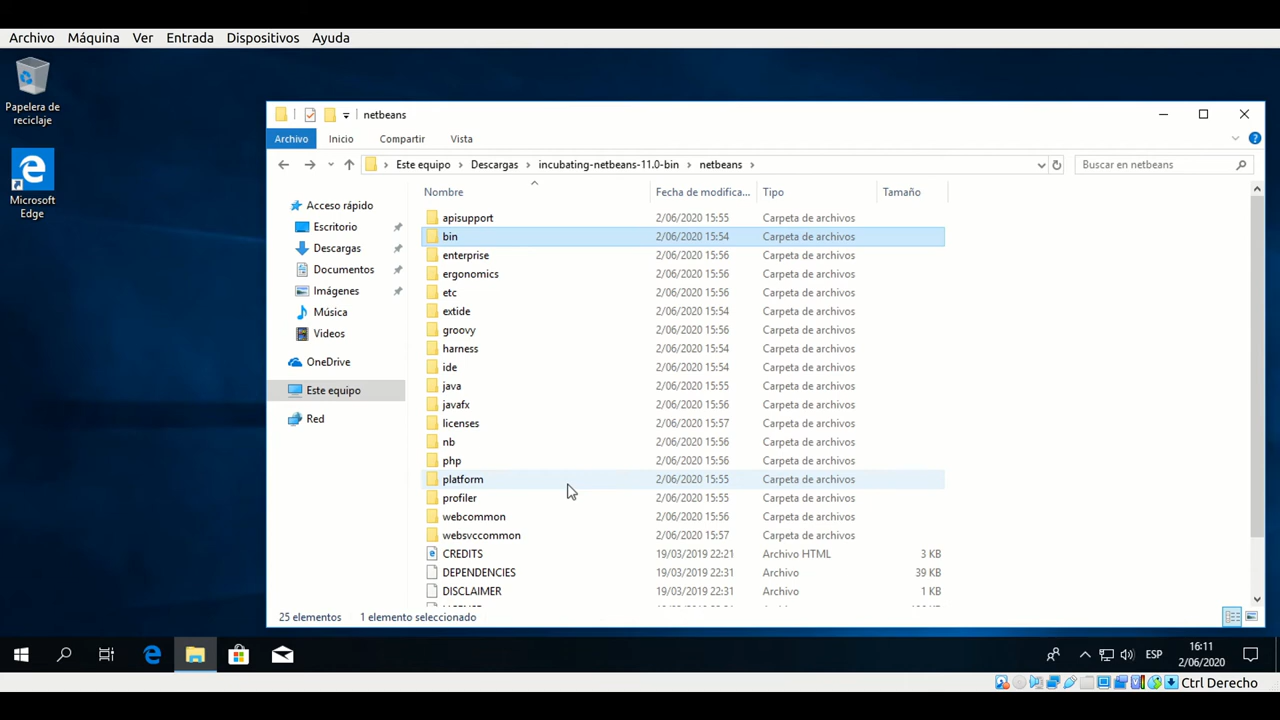 Archivo Máquina Ver Entrada Dispositivos Ayuda
Papelera de
reciclaje
Microsoft
Edge
netbeans
Archivo Inicio Compartir Vista
Este equipo Descargas incubating-netbeans-11.0-bin netbeans
Buscar en netbeans
Nombre Fecha de modifica... Tipo Tamaño
Acceso rápido
Escritorio
Descargas
Documentos
Imágenes
Música
Videos
OneDrive
Este equipo
Red
apisupport 2/06/2020 15:55 Carpeta de archivos
bin 2/06/2020 15:54 Carpeta de archivos
enterprise 2/06/2020 15:56 Carpeta de archivos
ergonomics 2/06/2020 15:56 Carpeta de archivos
etc 2/06/2020 15:56 Carpeta de archivos
extide 2/06/2020 15:54 Carpeta de archivos
groovy 2/06/2020 15:56 Carpeta de archivos
harness 2/06/2020 15:54 Carpeta de archivos
ide 2/06/2020 15:54 Carpeta de archivos
java 2/06/2020 15:55 Carpeta de archivos
javafx 2/06/2020 15:56 Carpeta de archivos
licenses 2/06/2020 15:57 Carpeta de archivos
nb 2/06/2020 15:56 Carpeta de archivos
php 2/06/2020 15:56 Carpeta de archivos
platform 2/06/2020 15:55 Carpeta de archivos
profiler 2/06/2020 15:55 Carpeta de archivos
webcommon 2/06/2020 15:56 Carpeta de archivos
websvccommon 2/06/2020 15:57 Carpeta de archivos
CREDITS 19/03/2019 22:21 Archivo HTML 3 KB
DEPENDENCIES 19/03/2019 22:31 Archivo 39 KB
DISCLAIMER 19/03/2019 22:31 Archivo 1 KB
25 elementos 1 elemento seleccionado
ESP
16:11
2/06/2020
Ctrl Derecho